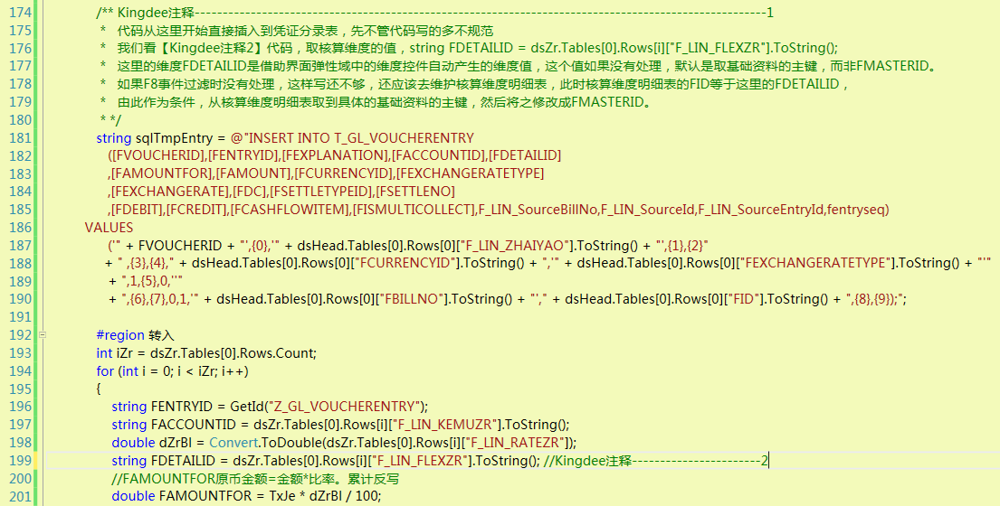 174 /** Kingdee注释-------------------------------------------------------------------------------------1
175 * 代码从这里开始直接插入到凭证分录表，先不管代码写的多不规范
176 * 我们看【Kingdee注释2】代码，取核算维度的值，string FDETAILID = dsZr.Tables[0].Rows[i]["F_LIN_FLEXZR"].ToString();
177 * 这里的维度FDETAILID是借助界面弹性域中的维度控件自动产生的维度值，这个值如果没有处理，默认是取基础资料的主键，而非FMASTERID。
178 * 如果F8事件过滤时没有处理，这样写还不够，还应该去维护核算维度明细表，此时核算维度明细表的FID等于这里的FDETAILID，
179 * 由此作为条件，从核算维度明细表取到具体的基础资料的主键，然后将之修改成FMASTERID。
180 * */
181 string sqlTmpEntry = @"INSERT INTO T_GL_VOUCHERENTRY
182 ([FVOUCHERID],[FENTRYID],[FEXPLANATION],[FACCOUNTID],[FDETAILID]
183 ,[FAMOUNTFOR],[FAMOUNT],[FCURRENCYID],[FEXCHANGERATETYPE]
184 ,[FEXCHANGERATE],[FDC],[FSETTLETYPEID],[FSETTLENO]
185 ,[FDEBIT],[FCREDIT],[FCASHFLOWITEM],[FISMULTICOLLECT],F_LIN_SourceBillNo,F_LIN_SourceId,F_LIN_SourceEntryId,fentryseq)
186 VALUES
187 ('" + FVOUCHERID + "',{0},'" + dsHead.Tables[0].Rows[0]["F_LIN_ZHAIYAO"].ToString() + "',{1},{2}"
188 + " ,{3},{4}," + dsHead.Tables[0].Rows[0]["FCURRENCYID"].ToString() + ",'" + dsHead.Tables[0].Rows[0]["FEXCHANGERATETYPE"].ToString() + "'"
189 + ",1,{5},0,''"
190 + ",{6},{7},0,1,'" + dsHead.Tables[0].Rows[0]["FBILLNO"].ToString() + "'," + dsHead.Tables[0].Rows[0]["FID"].ToString() + ",{8},{9});";
191
192 #region 转入
193 int iZr = dsZr.Tables[0].Rows.Count;
194 for (int i = 0; i < iZr; i++)
195 {
196 string FENTRYID = GetId("Z_GL_VOUCHERENTRY");
197 string FACCOUNTID = dsZr.Tables[0].Rows[i]["F_LIN_KEMUZR"].ToString();
198 double dZrBl = Convert.ToDouble(dsZr.Tables[0].Rows[i]["F_LIN_RATEZR"]);
199 string FDETAILID = dsZr.Tables[0].Rows[i]["F_LIN_FLEXZR"].ToString(); //Kingdee注释-----------------------2
200 //FAMOUNTFOR原币金额=金额*比率。累计反写
201 double FAMOUNTFOR = TxJe * dZrBl / 100;